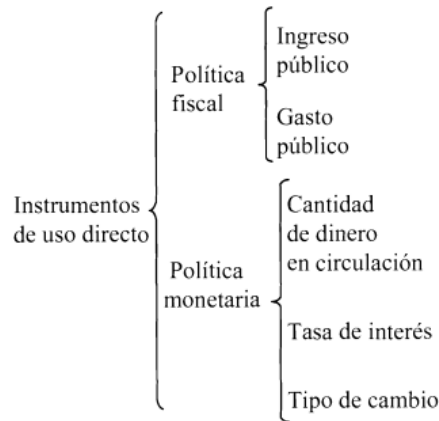 Instrumentos
de uso directo
Política
fiscal
Ingreso
público
Gasto
público
Política
monetaria
Cantidad
de dinero
en circulación
Tasa de interés
Tipo de cambio